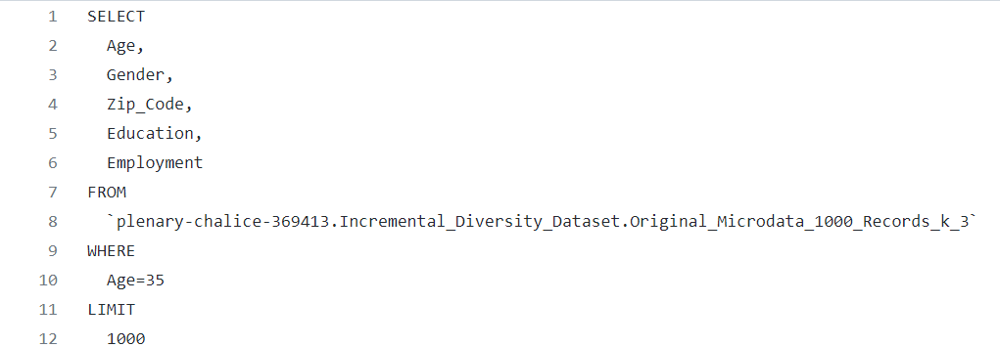 1 SELECT
2 Age,
3 Gender,
4 Zip_Code,
5 Education,
6 Employment
7 FROM
8 `plenary-chalice-369413.Incremental_Diversity_Dataset.Original_Microdata_1000_Records_k_3`
9 WHERE
10 Age=35
11 LIMIT
12 1000